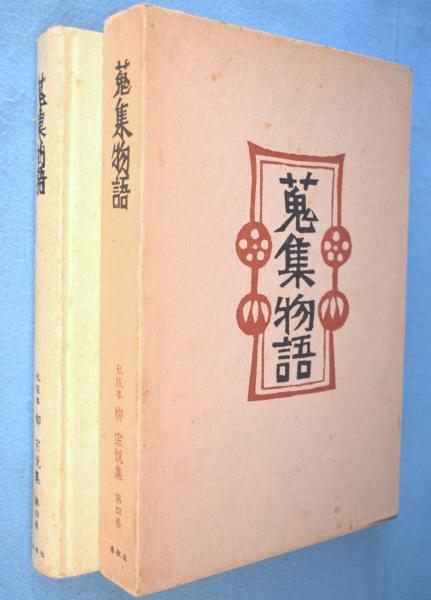 蒐集物語
蒐集物語
私版本 柳 宗悦集 第四巻
春秋社
蒐集物語
私版本 柳 宗悦集 第四巻
春秋社